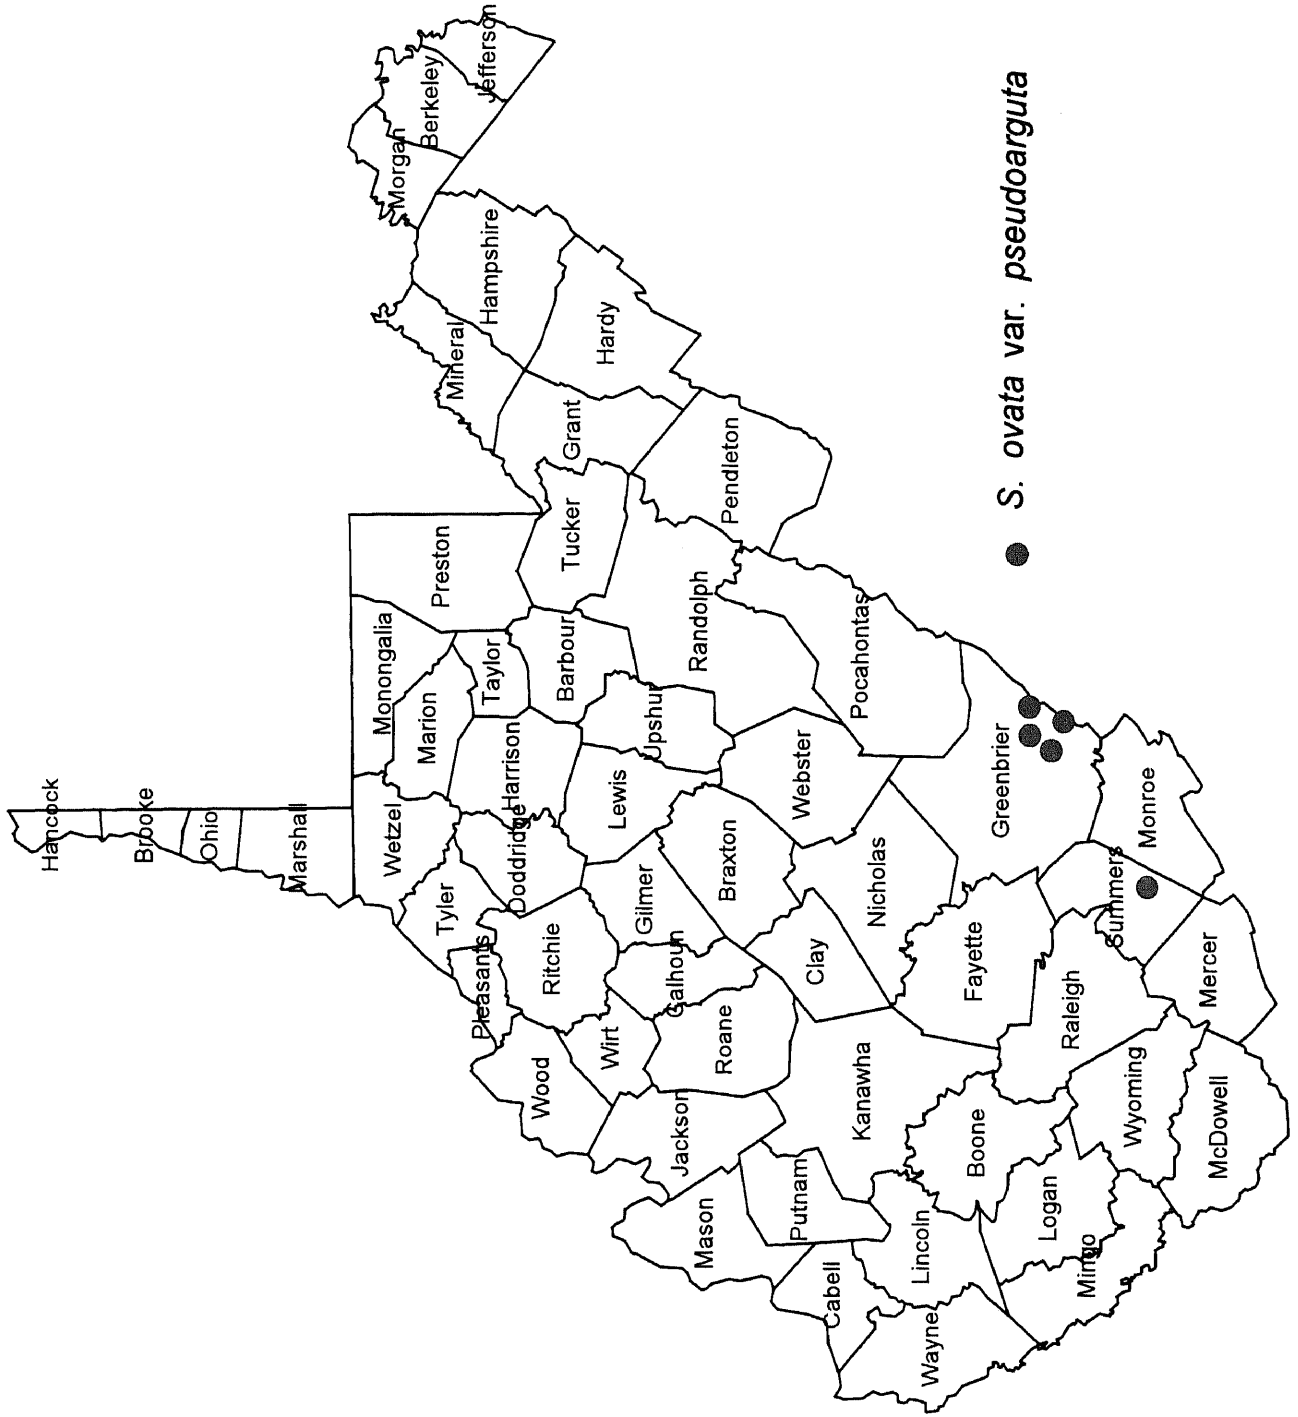 Hancock
Brooke
Ohio
Marshall
Wetzel
Monongalia
Marion
Preston
Tyler
Pleasants
Doddridge
Harrison
Taylor
Barbour
Tucker
Grant
Mineral
Hampshire
Morgan
Berkeley
Jefferson
Hardy
Pendleton
Wood
Ritchie
Wirt
Calhoun
Gilmer
Lewis
Upshur
Randolph
Jackson
Roane
Braxton
Webster
Pocahontas
Mason
Putnam
Kanawha
Clay
Nicholas
Greenbrier
Cabell
Lincoln
Boone
Fayette
Wayne
Logan
Raleigh
Summers
Monroe
Mingo
Wyoming
McDowell
Mercer
S. ovata var. pseudoarguta